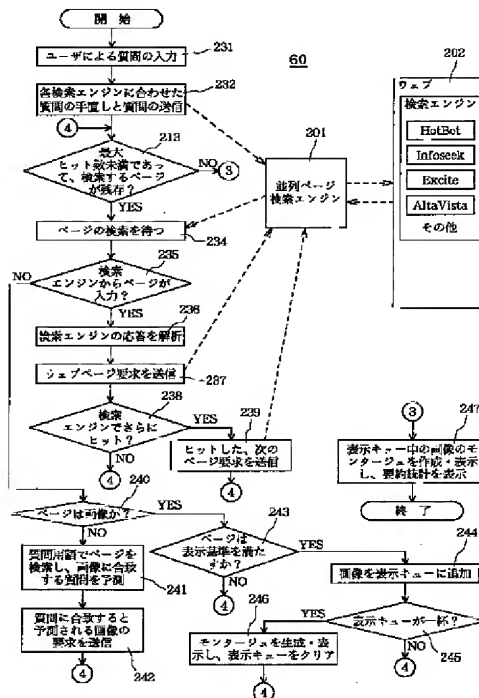 開始
ユーザによる質問の入力
231
各検索エンジンに合わせた
質問の手直しと質問の送信
232
60
202
ウェブ
検索エンジン
HotBot
Infoseek
Excite
AltaVista
その他
4
213
最大
ヒット数未満であっ
て、検索するページ
が残存?
NO
3
YES
201
並列ページ
検索エンジン
ページの検索を待つ
234
235
NO
検索
エンジンからページが
入力?
YES
236
検索エンジンの応答を解析
ウェブページ要求を送信
237
238
検索
エンジンでさらに
ヒット?
YES
239
ヒットした、次の
ページ要求を送信
4
NO
4
3
247
表示キュー中の画像のモ
ンタージュを作成・表示
し、要約統計を表示
終了
240
ページは画像か?
YES
NO
243
ページは
表示基準を満た
すか?
YES
NO
4
質問用語でページを
検索し、画像に合致
する質問を予測
241
質問に合致すると
予測される画像の
要求を送信
242
4
244
画像を表示キューに追加
表示キューが一杯?
245
YES
NO
4
246
モンタージュを生成・表
示し、表示キューをクリア
4